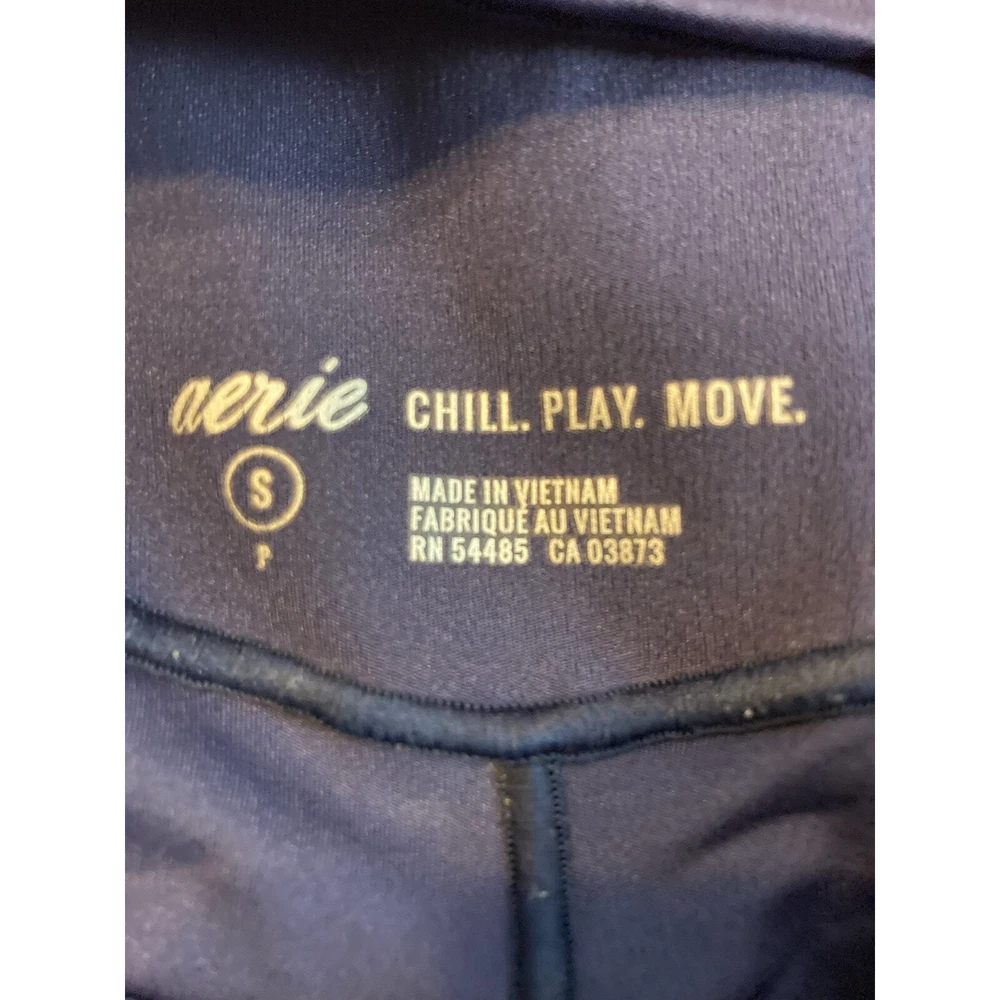 aerie
S
P
CHILL. PLAY. MOVE.
MADE IN VIETNAM
FABRIQUÉ AU VIETNAM
RN 54485 CA 03873